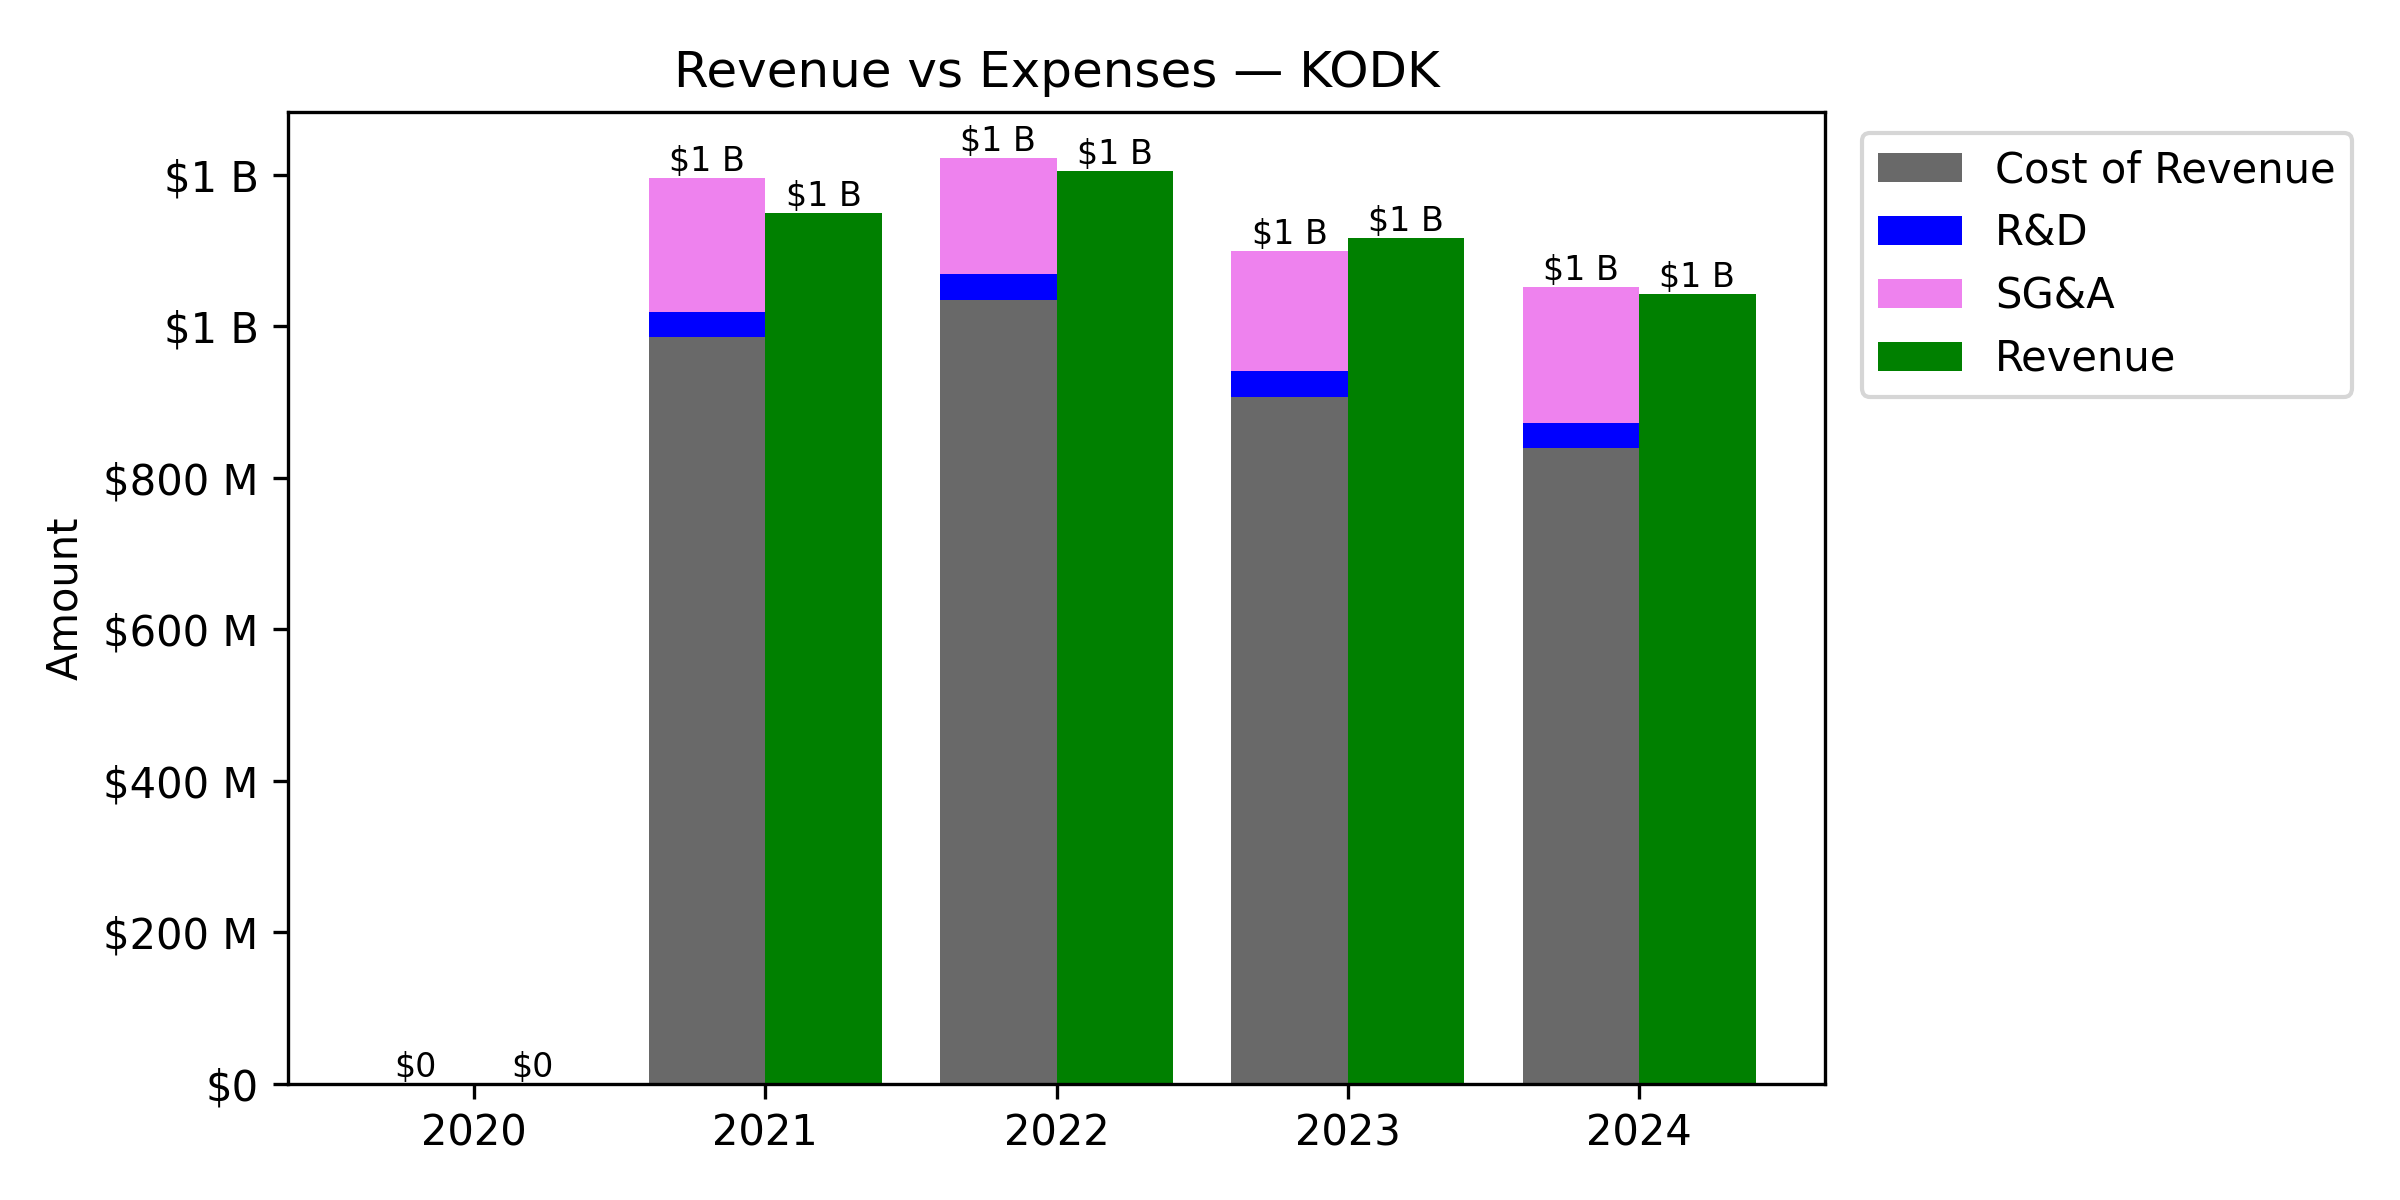 Revenue vs Expenses — KODK
$1 B
$1 B
$800 M
$600 M
$400 M
$200 M
$0
Amount
$0
$0
$1 B
$1 B
$1 B
$1 B
$1 B
$1 B
$1 B
$1 B
2020
2021
2022
2023
2024
Cost of Revenue
R&D
SG&A
Revenue